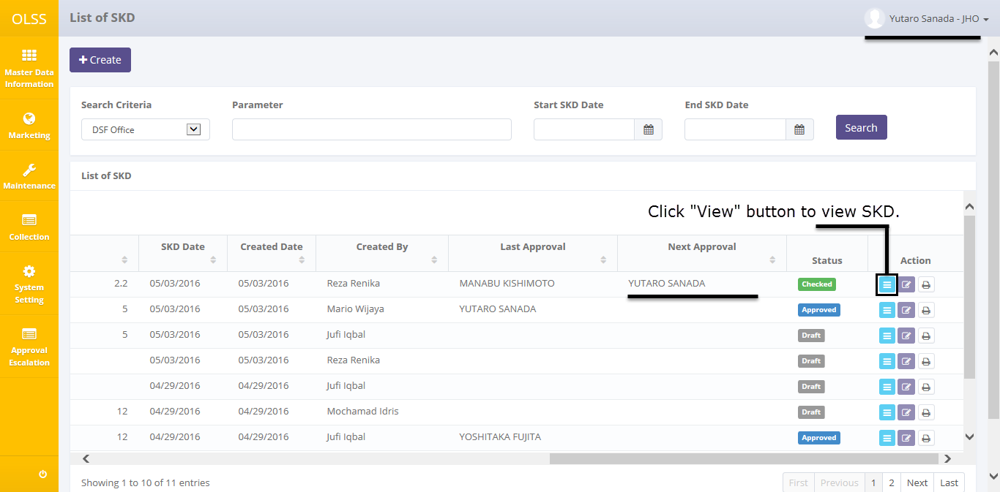 OLSS
List of SKD
Yutaro Sanada - JHO
Master Data
Information
Marketing
Maintenance
Collection
System
Setting
Approval
Escalation
Create
Search Criteria Parameter Start SKD Date End SKD Date
DSF Office
Search
List of SKD
Click "View" button to view SKD.
SKD Date Created Date Created By Last Approval Next Approval Status Action
2.2 05/03/2016 05/03/2016 Reza Renika MANABU KISHIMOTO YUTARO SANADA Checked
5 05/03/2016 05/03/2016 Mario Wijaya YUTARO SANADA Approved
5 05/03/2016 05/03/2016 Jufi Iqbal Draft
05/03/2016 05/03/2016 Reza Renika Draft
04/29/2016 04/29/2016 Jufi Iqbal Draft
12 04/29/2016 04/29/2016 Mochamad Idris Draft
12 04/29/2016 04/29/2016 Jufi Iqbal YOSHITAKA FUJITA Approved
Showing 1 to 10 of 11 entries
First Previous 1 2 Next Last